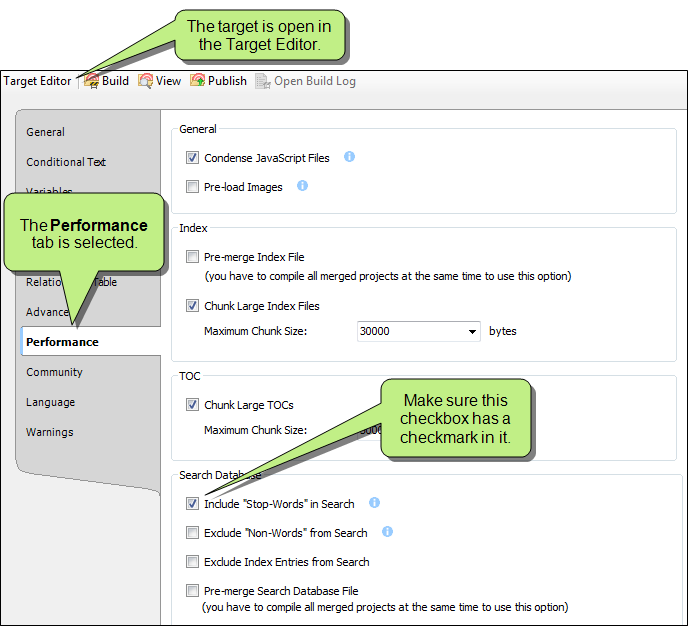 The target is open in
the Target Editor.
Target Editor Build View Publish Open Build Log
General
Conditional Text
Variables
The Performance
tab is selected.
Table
Performance
Community
Language
Warnings
General
Condense JavaScript Files
Pre-load Images
Index
Pre-merge Index File
(you have to compile all merged projects at the same time to use this option)
Chunk Large Index Files
Maximum Chunk Size: 30000 bytes
TOC
Chunk Large TOCs
Maximum Chunk Size:
Make sure this
checkbox has a
checkmark in it.
Search Database
Include "Stop-Words" in Search
Exclude "Non-Words" from Search
Exclude Index Entries from Search
Pre-merge Search Database File
(you have to compile all merged projects at the same time to use this option)